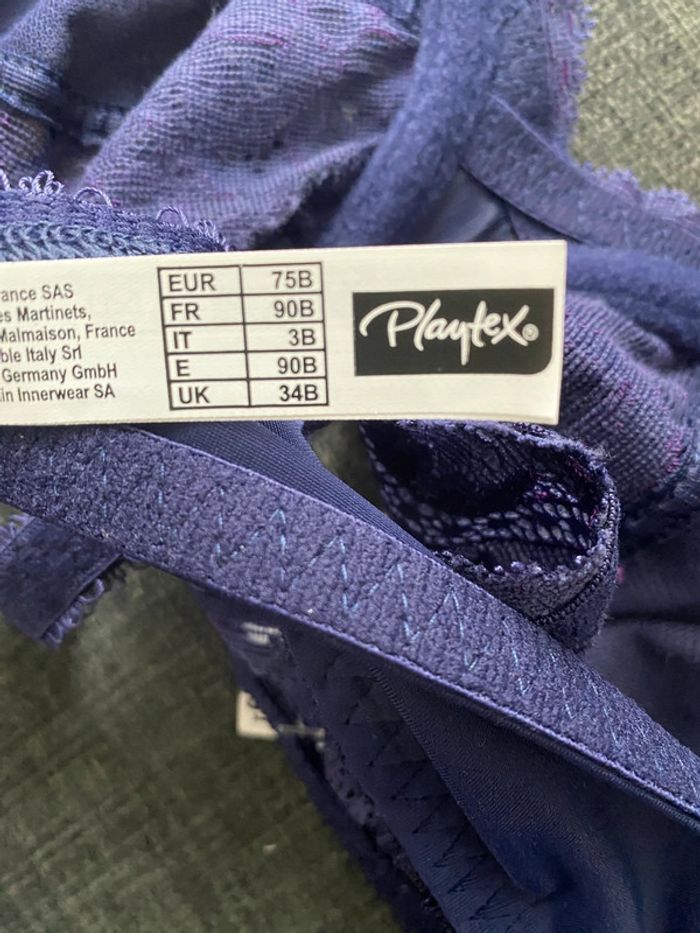 ance SAS
es Martinets,
Malmaison, France
ble Italy Srl
Germany GmbH
in Innerwear SA
EUR 75B
FR 90B
IT 3B
E 90B
UK 34B
Playtex®